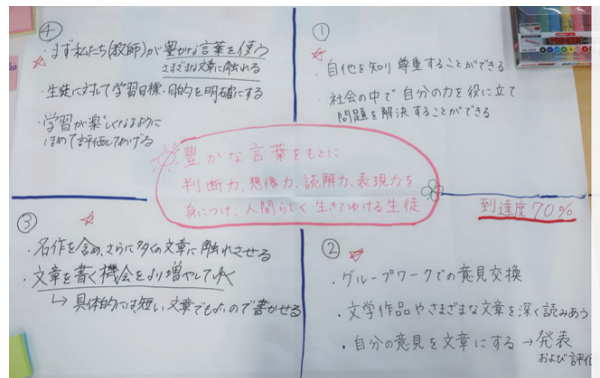 ④
・まず私たち(教師)が豊かな言葉を使う
さまざまな文章に触れる
・生徒に対して学習目標・目的を明確にする
・学習が楽しくなるように
ほめて評価してあげる
①
・自他を知り尊重することができる
・社会の中で自分の力を役に立て
問題を解決することができる
豊かな言葉をもとに
判断力、想像力、読解力、表現力を
身につけ、人間らしく生きてゆける生徒
到達度70%
③
・名作を含め、さらに多くの文章に触れさせる
・文章を書く機会をより増やしていく
↳具体的には短い文章でもよいので書かせる
②
・グループワークでの意見交換
・文学作品やさまざまな文章を深く読みあう
・自分の意見を文章にする→発表
および評価